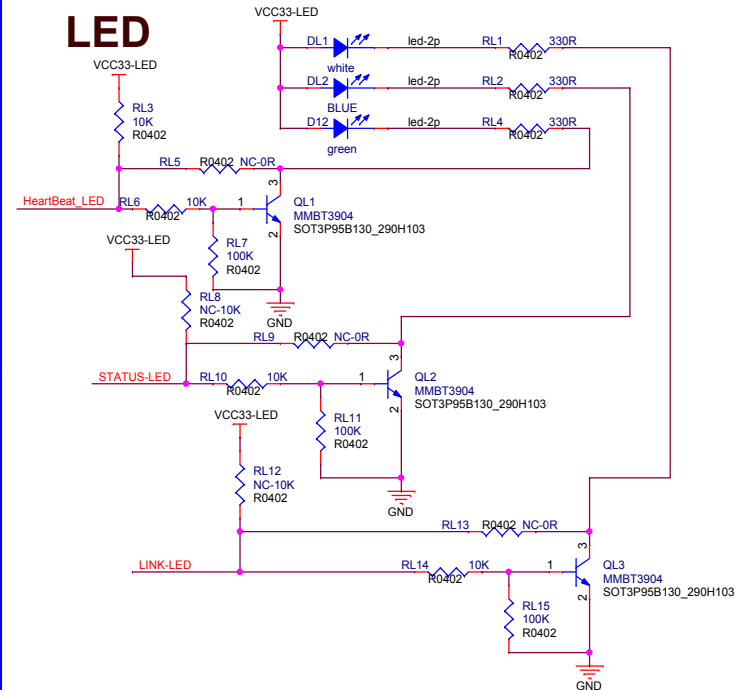 LED
VCC33-LED
VCC33-LED
DL1 led-2p RL1 330R
R0402
white
DL2 led-2p RL2 330R
R0402
BLUE
D12 led-2p RL4 330R
R0402
green
RL3
10K
R0402
RL5 R0402 NC-0R
3
HeartBeat_LED RL6 10K 1
R0402
QL1
MMBT3904
SOT3P95B130_290H103
2
RL7
100K
R0402
GND
VCC33-LED
RL8
NC-10K
R0402
RL9 R0402 NC-0R
3
STATUS-LED RL10 10K 1
R0402
QL2
MMBT3904
SOT3P95B130_290H103
2
RL11
100K
R0402
GND
VCC33-LED
RL12
NC-10K
R0402
RL13 R0402 NC-0R
3
LINK-LED RL14 10K 1
R0402
QL3
MMBT3904
SOT3P95B130_290H103
2
RL15
100K
R0402
GND